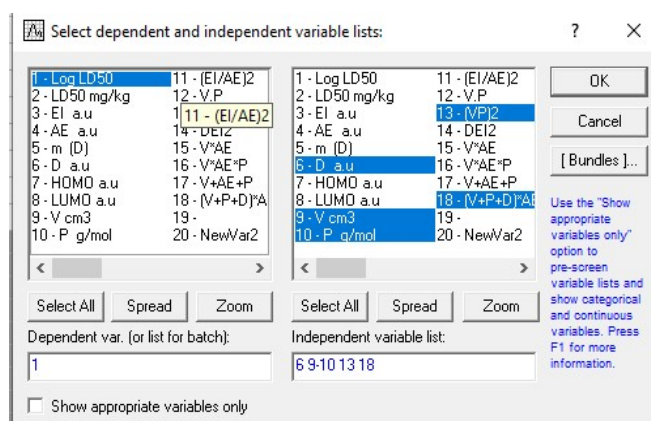 Select dependent and independent variable lists: ? ×
1 - Log LD50 11 - (EI/AE)2
2 - LD50 mg/kg 12 - V.P
3 - EI a.u 1 11 - (EI/AE)2
4 - AE a.u 14 - DEI2
5 - m (D) 15 - V*AE
6 - D a.u 16 - V*AE*P
7 - HOMO a.u 17 - V+AE+P
8 - LUMO a.u 18 - (V+P+D)*A
9 - V cm3 19 -
10 - P g/mol 20 - NewVar2
1 - Log LD50 11 - (EI/AE)2
2 - LD50 mg/kg 12 - V.P
3 - EI a.u 13 - (VP)2
4 - AE a.u 14 - DEI2
5 - m (D) 15 - V*AE
6 - D a.u 16 - V*AE*P
7 - HOMO a.u 17 - V+AE+P
8 - LUMO a.u 18 - (V+P+D)*AE
9 - V cm3 19 -
10 - P g/mol 20 - NewVar2
OK
Cancel
[ Bundles ]...
Use the "Show
appropriate
variables only"
option to
pre-screen
variable lists and
show categorical
and continuous
variables. Press
F1 for more
information.
Select All Spread Zoom
Select All Spread Zoom
Dependent var. (or list for batch):
Independent variable list:
1
6 9-10 13 18
Show appropriate variables only